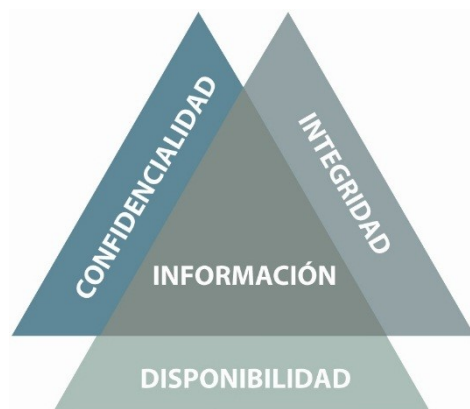 CONFIDENCIALIDAD
INTEGRIDAD
INFORMACIÓN
DISPONIBILIDAD